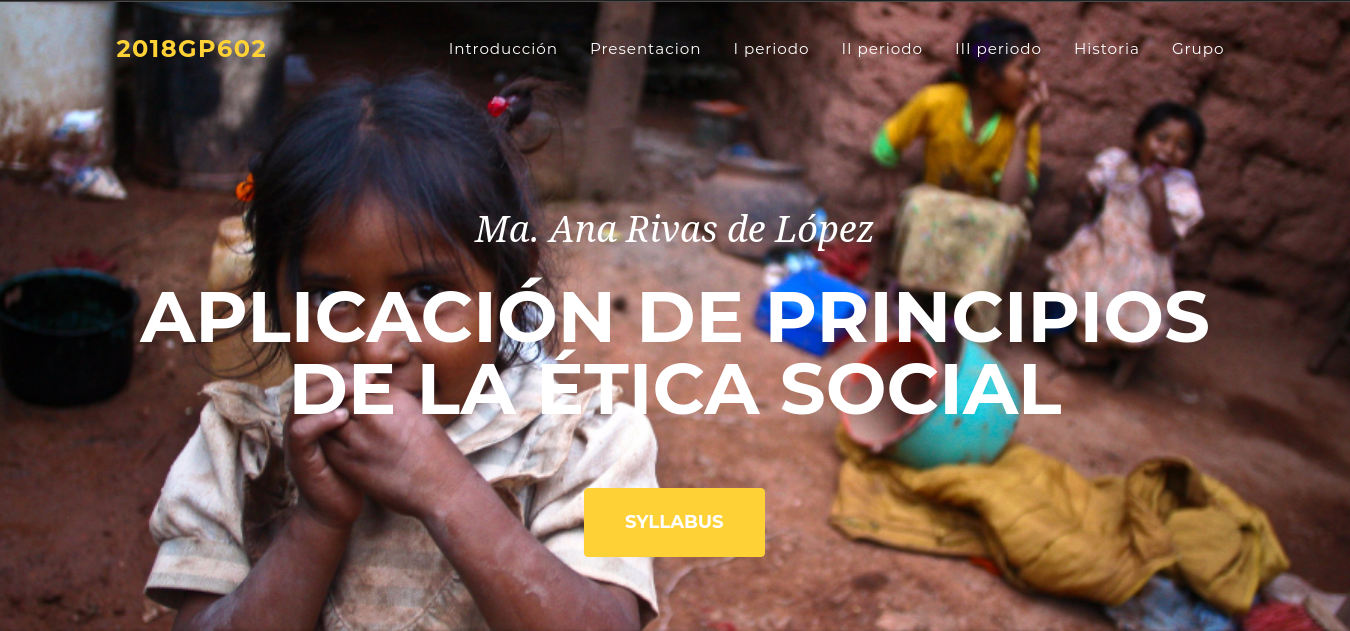 2018GP602
Introducción Presentacion I periodo II periodo III periodo Historia Grupo
Ma. Ana Rivas de López
APLICACIÓN DE PRINCIPIOS
DE LA ÉTICA SOCIAL
SYLLABUS